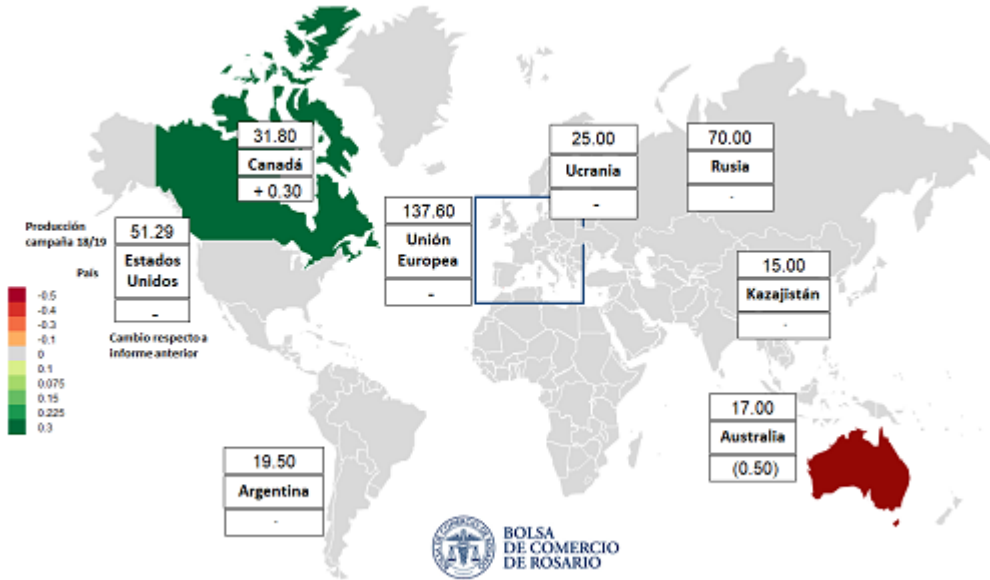 31.80
Canadá
+ 0.30
25.00
Ucrania
-
70.00
Rusia
-
137.60
Unión
Europea
-
Producción
campaña 18/19
País
51.29
Estados
Unidos
-
Cambio respecto a
informe anterior
-0.5
-0.4
-0.3
-0.1
0
0.1
0.075
0.15
0.225
0.3
15.00
Kazajistán
-
17.00
Australia
(0.50)
19.50
Argentina
-
BOLSA
DE COMERCIO
DE ROSARIO